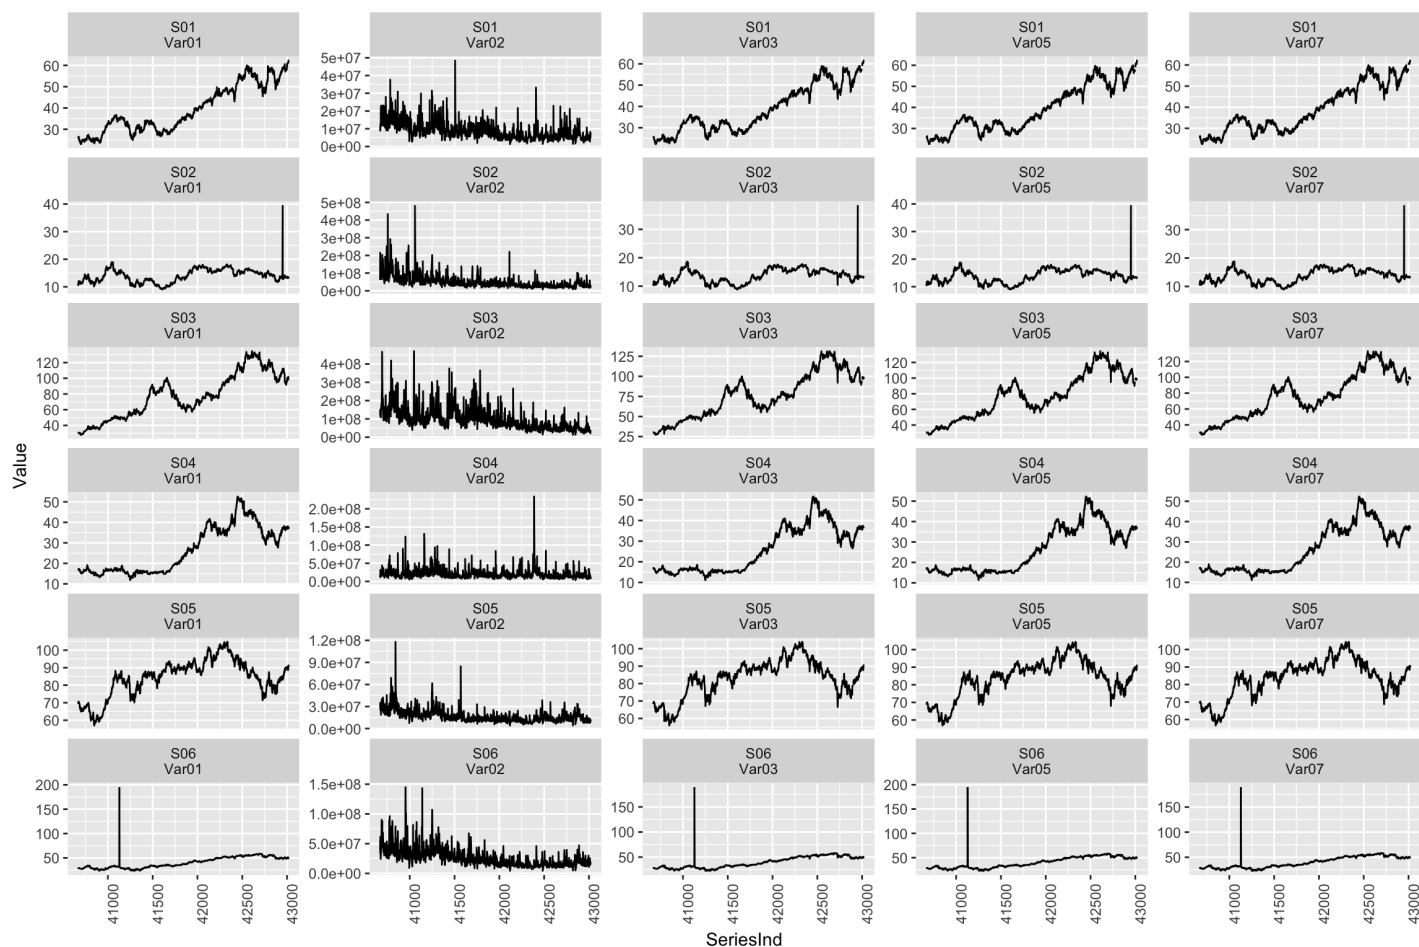 S01
Var01
S01
Var02
S01
Var03
S01
Var05
S01
Var07
60
50
40
30
5e+07
4e+07
3e+07
2e+07
1e+07
0e+00
60
50
40
30
60
50
40
30
60
50
40
30
S02
Var01
S02
Var02
S02
Var03
S02
Var05
S02
Var07
40
30
20
10
5e+08
4e+08
3e+08
2e+08
1e+08
0e+00
30
20
10
40
30
20
10
30
20
10
S03
Var01
S03
Var02
S03
Var03
S03
Var05
S03
Var07
120
100
80
60
40
4e+08
3e+08
2e+08
1e+08
0e+00
125
100
75
50
25
120
100
80
60
40
120
100
80
60
40
S04
Var01
S04
Var02
S04
Var03
S04
Var05
S04
Var07
50
40
30
20
10
2.0e+08
1.5e+08
1.0e+08
5.0e+07
0.0e+00
50
40
30
20
10
50
40
30
20
10
50
40
30
20
10
S05
Var01
S05
Var02
S05
Var03
S05
Var05
S05
Var07
100
90
80
70
60
1.2e+08
9.0e+07
6.0e+07
3.0e+07
0.0e+00
100
90
80
70
60
100
90
80
70
60
100
90
80
70
60
S06
Var01
S06
Var02
S06
Var03
S06
Var05
S06
Var07
200
150
100
50
1.5e+08
1.0e+08
5.0e+07
0.0e+00
150
100
50
200
150
100
50
150
100
50
41000
41500
42000
42500
43000
41000
41500
42000
42500
43000
41000
41500
42000
42500
43000
41000
41500
42000
42500
43000
41000
41500
42000
42500
43000
Value
SeriesInd